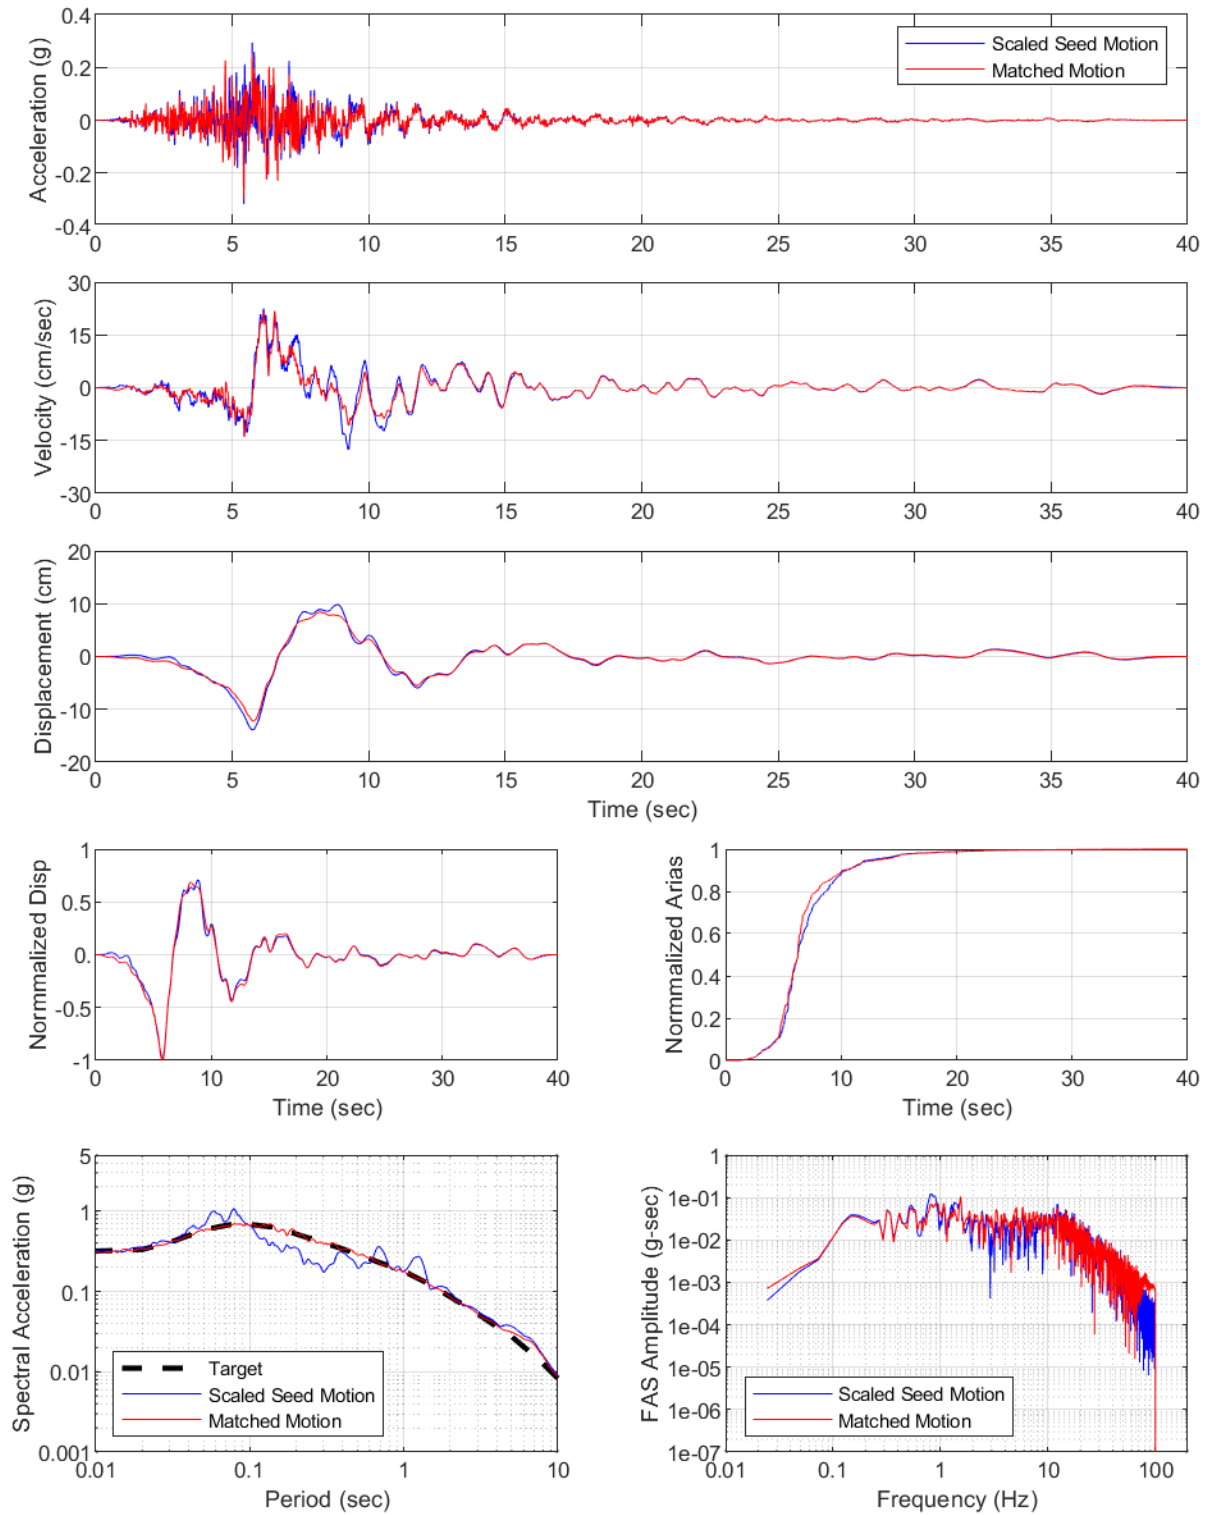 Acceleration (g)
0.4
0.2
0
-0.2
-0.4
Scaled Seed Motion
Matched Motion
0 5 10 15 20 25 30 35 40
Velocity (cm/sec)
30
15
0
-15
-30
0 5 10 15 20 25 30 35 40
Displacement (cm)
20
10
0
-10
-20
0 5 10 15 20 25 30 35 40
Time (sec)
Normmalized Disp
1
0.5
0
-0.5
-1
0 10 20 30 40
Time (sec)
Normmalized Arias
1
0.8
0.6
0.4
0.2
0
0 10 20 30 40
Time (sec)
Spectral Acceleration (g)
5
1
0.1
0.01
0.001
Target
Scaled Seed Motion
Matched Motion
0.01 0.1 1 10
Period (sec)
FAS Amplitude (g-sec)
1
1e-01
1e-02
1e-03
1e-04
1e-05
1e-06
1e-07
Scaled Seed Motion
Matched Motion
0.01 0.1 1 10 100
Frequency (Hz)